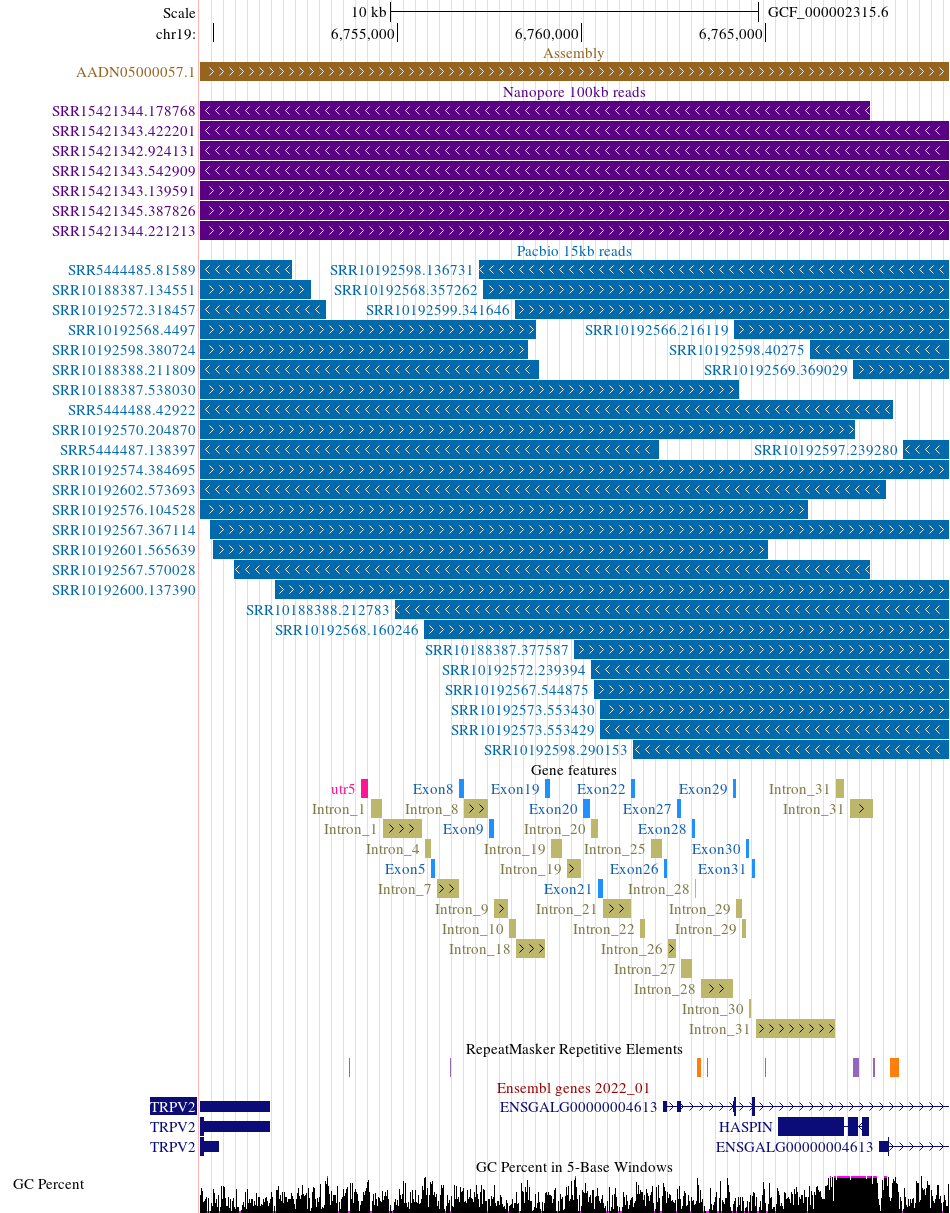 Scale 10 kb GCF_000002315.6
chr19: 6,755,000 6,760,000 6,765,000
Assembly
AADN05000057.1
Nanopore 100kb reads
SRR15421344.178768
SRR15421343.422201
SRR15421342.924131
SRR15421343.542909
SRR15421343.139591
SRR15421345.387826
SRR15421344.221213
Pacbio 15kb reads
SRR5444485.81589 SRR10192598.136731
SRR10188387.134551 SRR10192568.357262
SRR10192572.318457 SRR10192599.341646
SRR10192568.4497 SRR10192566.216119
SRR10192598.380724 SRR10192598.40275
SRR10188388.211809 SRR10192569.369029
SRR10188387.538030
SRR5444488.42922
SRR10192570.204870
SRR5444487.138397 SRR10192597.239280
SRR10192574.384695
SRR10192602.573693
SRR10192576.104528
SRR10192567.367114
SRR10192601.565639
SRR10192567.570028
SRR10192600.137390
SRR10188388.212783
SRR10192568.160246
SRR10188387.377587
SRR10192572.239394
SRR10192567.544875
SRR10192573.553430
SRR10192573.553429
SRR10192598.290153
Gene features
utr5 Exon8 Exon19 Exon22 Exon29 Intron_31
Intron_1 Intron_8 Exon20 Exon27 Intron_31
Intron_1 Exon9 Intron_20 Exon28
Intron_4 Intron_19 Intron_25 Exon30
Exon5 Intron_19 Exon26 Exon31
Intron_7 Exon21 Intron_28
Intron_9 Intron_21 Intron_29
Intron_10 Intron_22 Intron_29
Intron_18 Intron_26
Intron_27
Intron_28
Intron_30
Intron_31
RepeatMasker Repetitive Elements
Ensembl genes 2022_01
TRPV2 ENSGALG00000004613
TRPV2 HASPIN
TRPV2 ENSGALG00000004613
GC Percent in 5-Base Windows
GC Percent